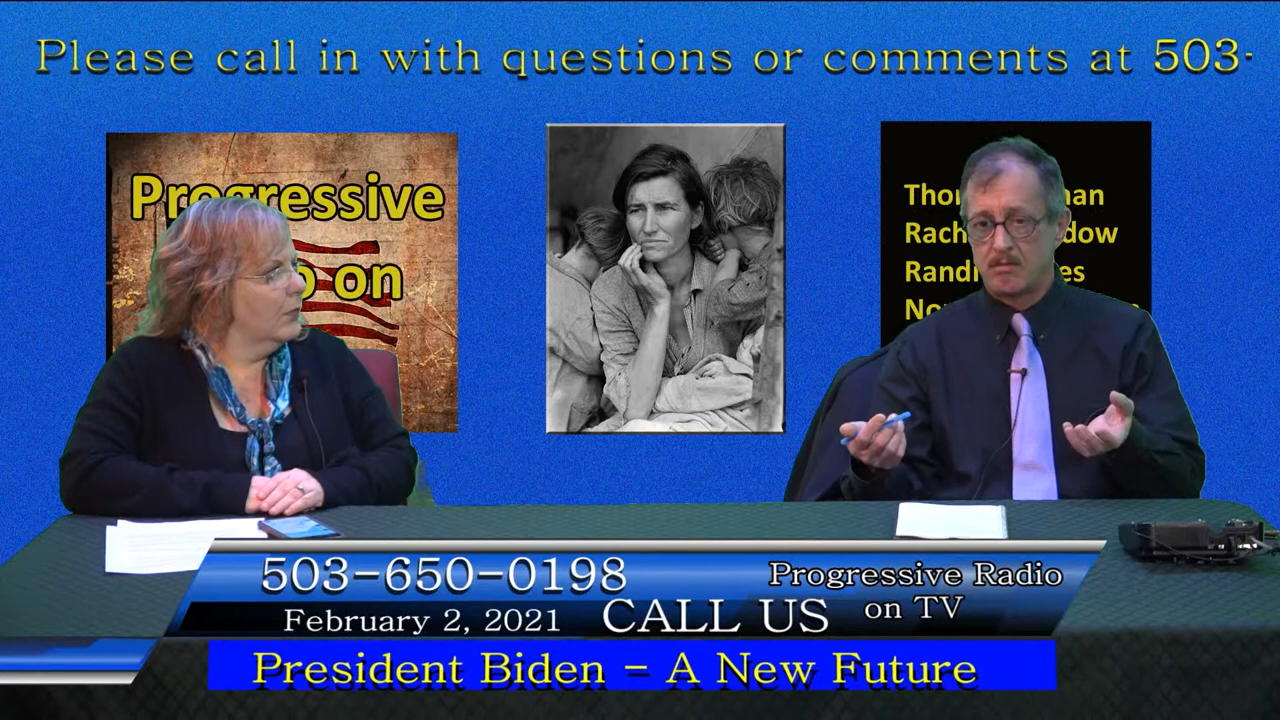 Please call in with questions or comments at 503-
Progressive
on
Randi
503-650-0198
Progressive Radio
on TV
February 2, 2021
CALL US
President Biden - A New Future